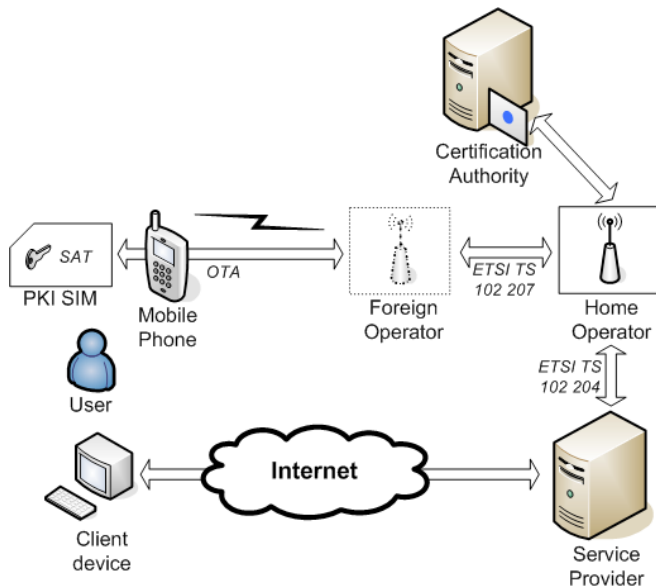 Certification
Authority
SAT
PKI SIM
OTA
Mobile
Phone
Foreign
Operator
ETSI TS
102 207
Home
Operator
ETSI TS
102 204
User
Internet
Client
device
Service
Provider